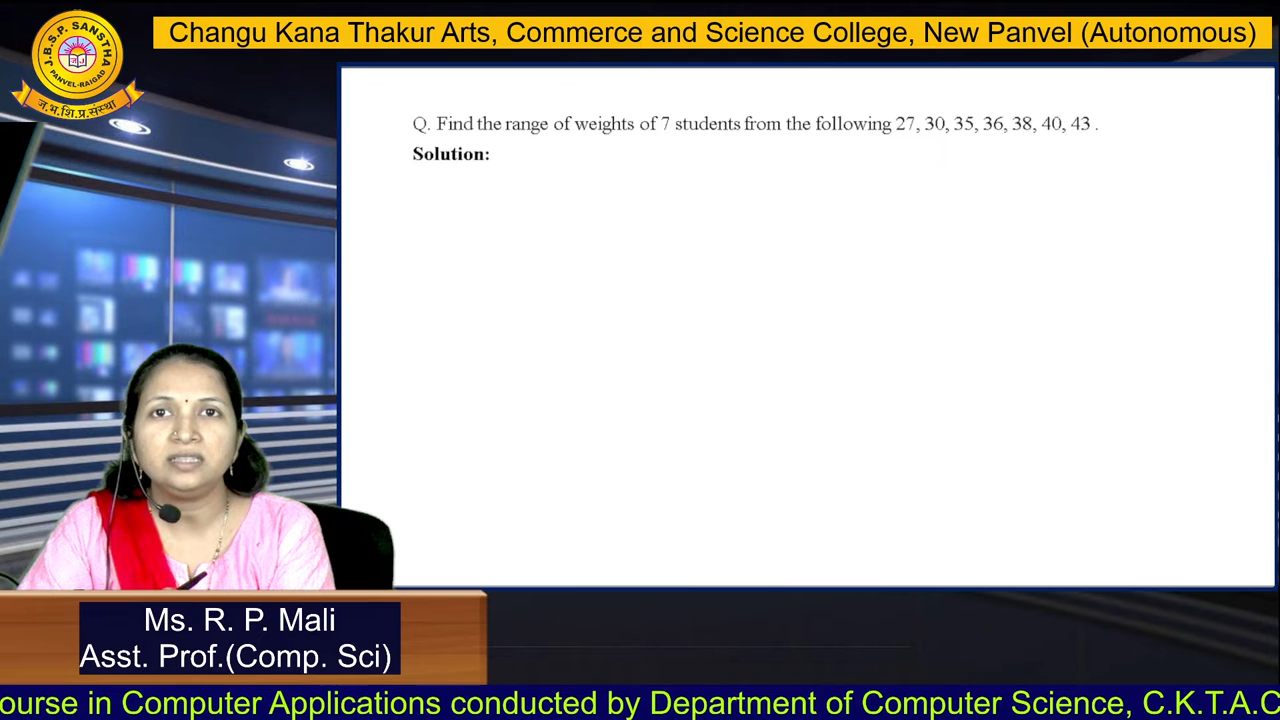 J.B.S.P. SANSTHA
PANVEL-RAIGAD
ज.भ.शि.प्र.संस्था
Changu Kana Thakur Arts, Commerce and Science College, New Panvel (Autonomous)
Q. Find the range of weights of 7 students from the following 27, 30, 35, 36, 38, 40, 43 .
Solution:
Ms. R. P. Mali
Asst. Prof.(Comp. Sci)
ourse in Computer Applications conducted by Department of Computer Science, C.K.T.A.C